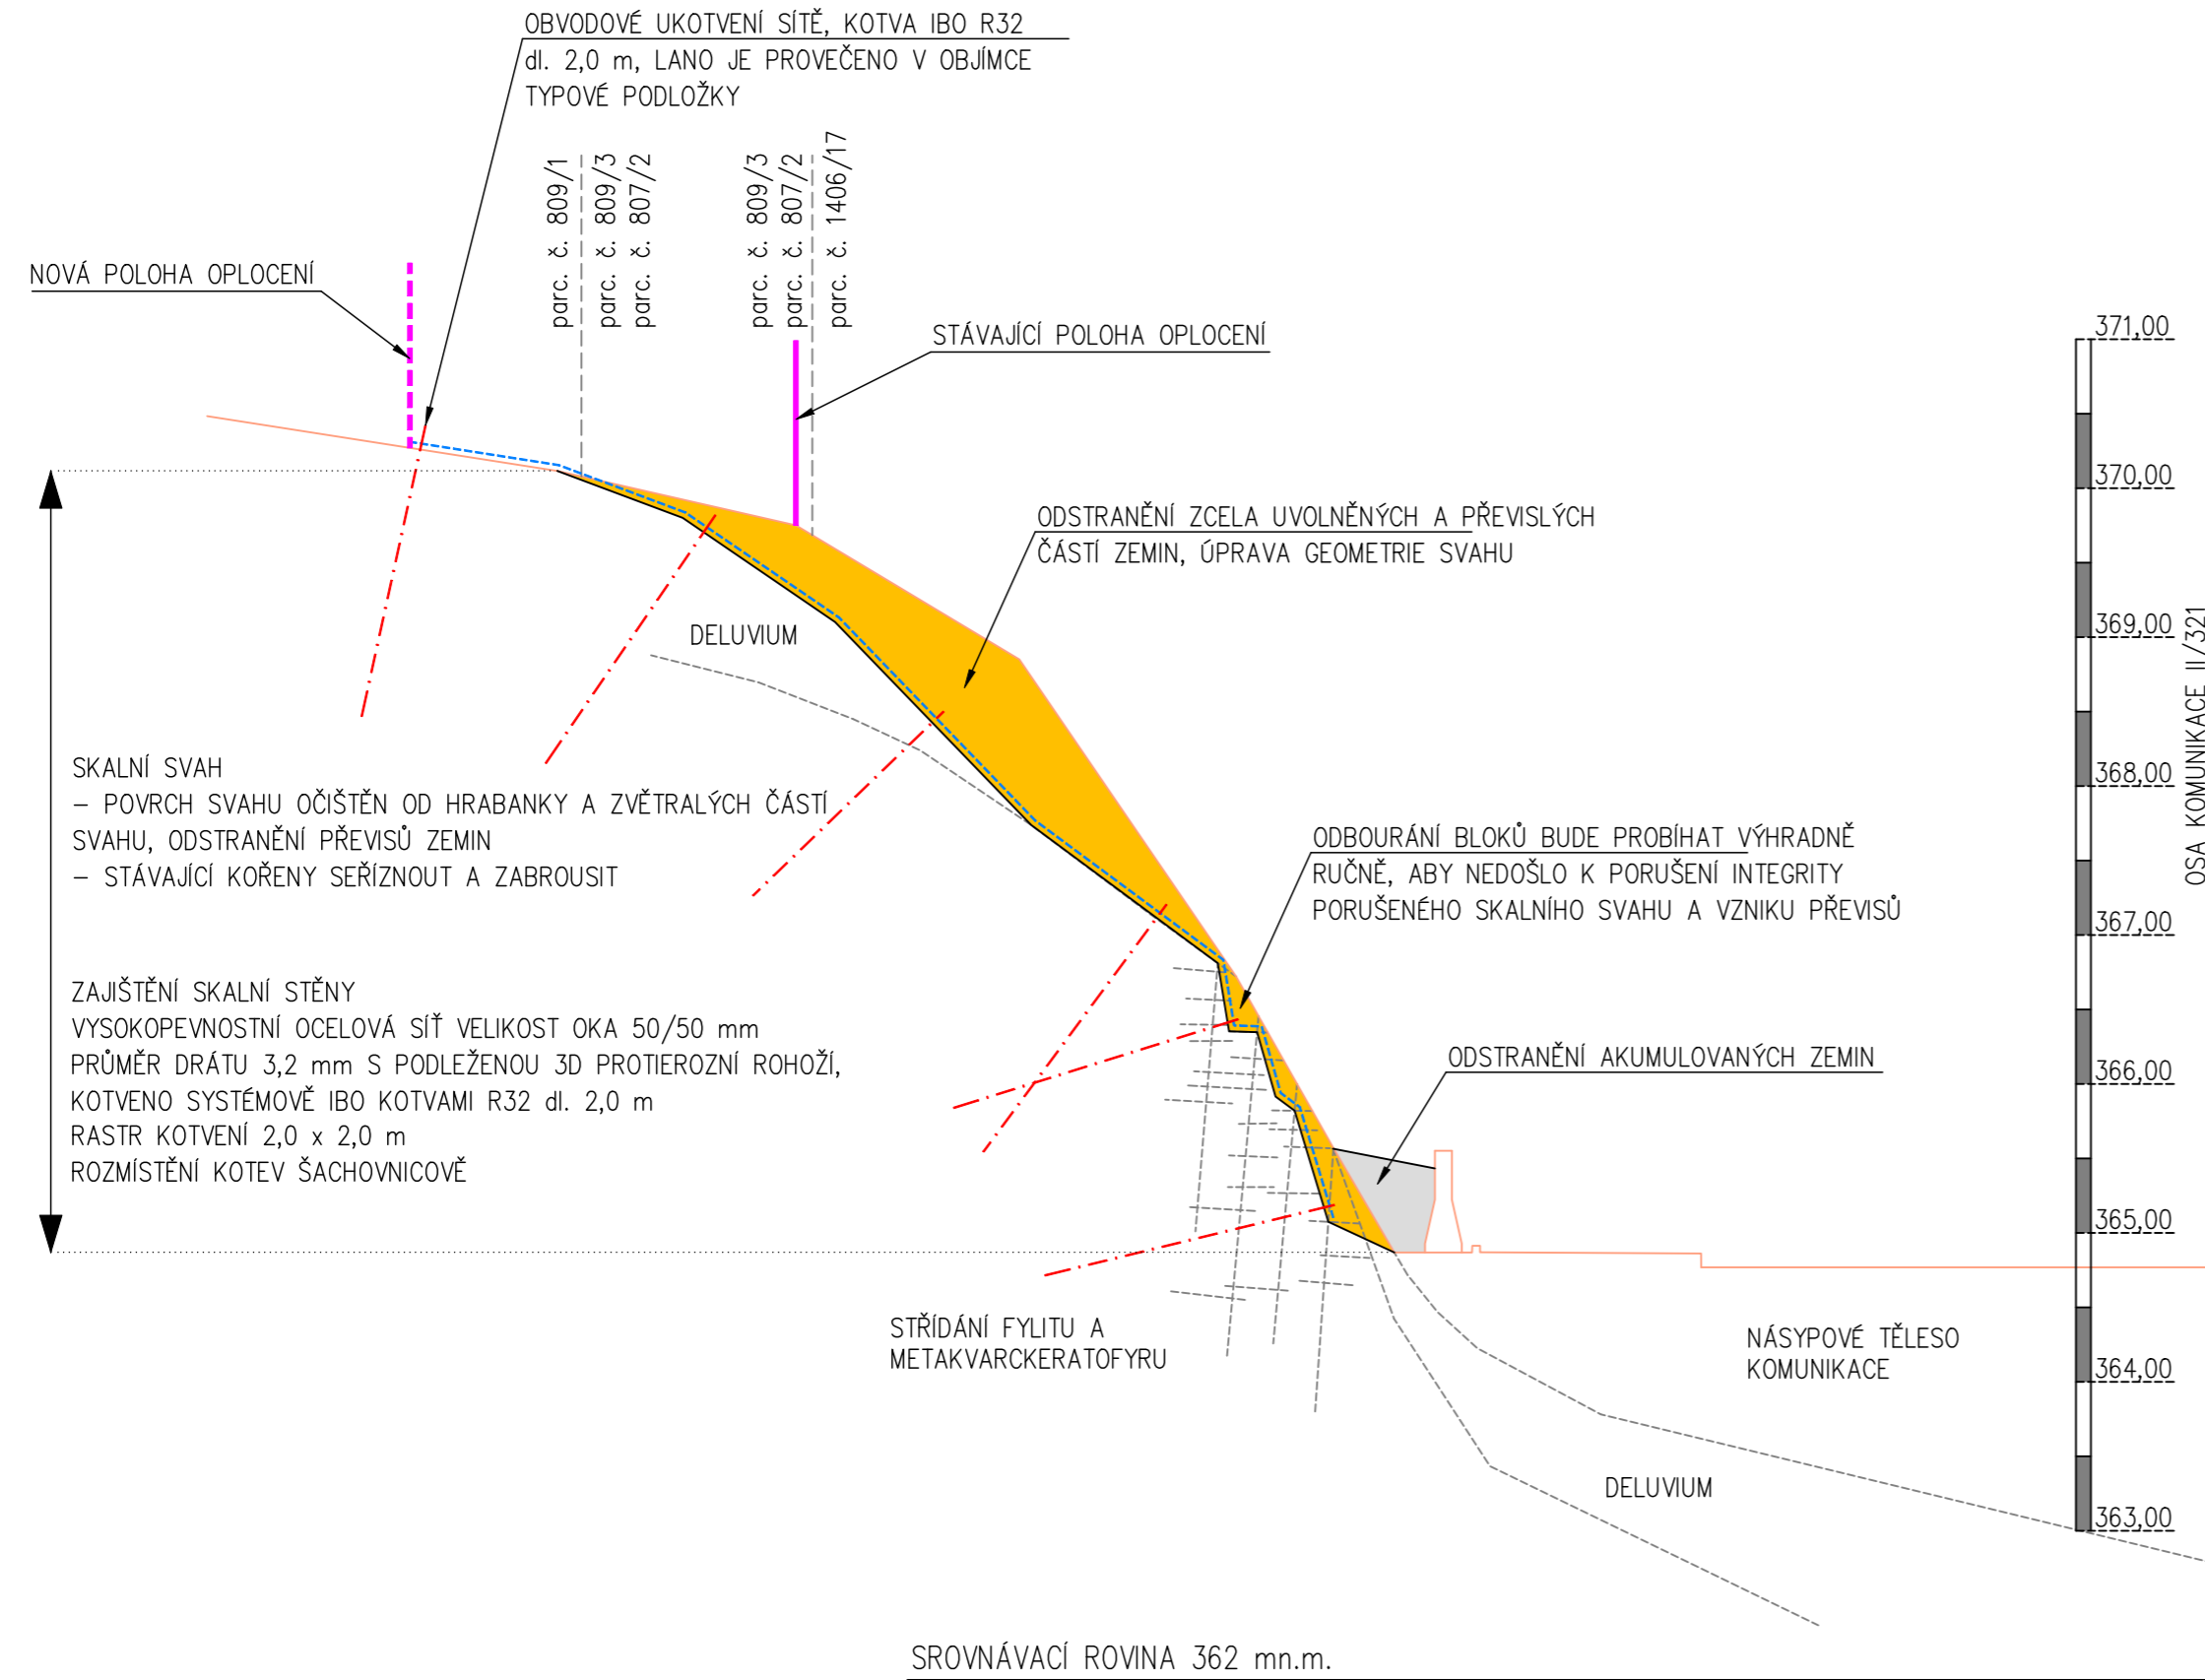 OBVODOVÉ UKOTVENÍ SÍTĚ, KOTVA IBO R32
dl. 2,0 m, LANO JE PROVEČENO V OBJÍMCE
TYPOVÉ PODLOŽKY
parc. č. 809/1
parc. č. 809/3
parc. č. 807/2
parc. č. 809/3
parc. č. 807/2
parc. č. 1406/17
NOVÁ POLOHA OPLOCENÍ
STÁVAJÍCÍ POLOHA OPLOCENÍ
371,00
370,00
369,00
368,00
367,00
366,00
365,00
364,00
363,00
OSA KOMUNIKACE II/321
ODSTRANĚNÍ ZCELA UVOLNĚNÝCH A PŘEVISLÝCH
ČÁSTÍ ZEMIN, ÚPRAVA GEOMETRIE SVAHU
DELUVIUM
SKALNÍ SVAH
– POVRCH SVAHU OČIŠTĚN OD HRABANKY A ZVĚTRALÝCH ČÁSTÍ
SVAHU, ODSTRANĚNÍ PŘEVISŮ ZEMIN
– STÁVAJÍCÍ KOŘENY SEŘÍZNOUT A ZABROUSIT
ODBOURÁNÍ BLOKŮ BUDE PROBÍHAT VÝHRADNĚ
RUČNĚ, ABY NEDOŠLO K PORUŠENÍ INTEGRITY
PORUŠENÉHO SKALNÍHO SVAHU A VZNIKU PŘEVISŮ
ZAJIŠTĚNÍ SKALNÍ STĚNY
VYSOKOPEVNOSTNÍ OCELOVÁ SÍŤ VELIKOST OKA 50/50 mm
PRŮMĚR DRÁTU 3,2 mm S PODLEŽENOU 3D PROTIEROZNÍ ROHOŽÍ,
KOTVENO SYSTÉMOVĚ IBO KOTVAMI R32 dl. 2,0 m
RASTR KOTVENÍ 2,0 x 2,0 m
ROZMÍSTĚNÍ KOTEV ŠACHOVNICOVĚ
ODSTRANĚNÍ AKUMULOVANÝCH ZEMIN
STŘÍDÁNÍ FYLITU A
METAKVARCKERATOFYRU
NÁSYPOVÉ TĚLESO
KOMUNIKACE
DELUVIUM
SROVNÁVACÍ ROVINA 362 mn.m.